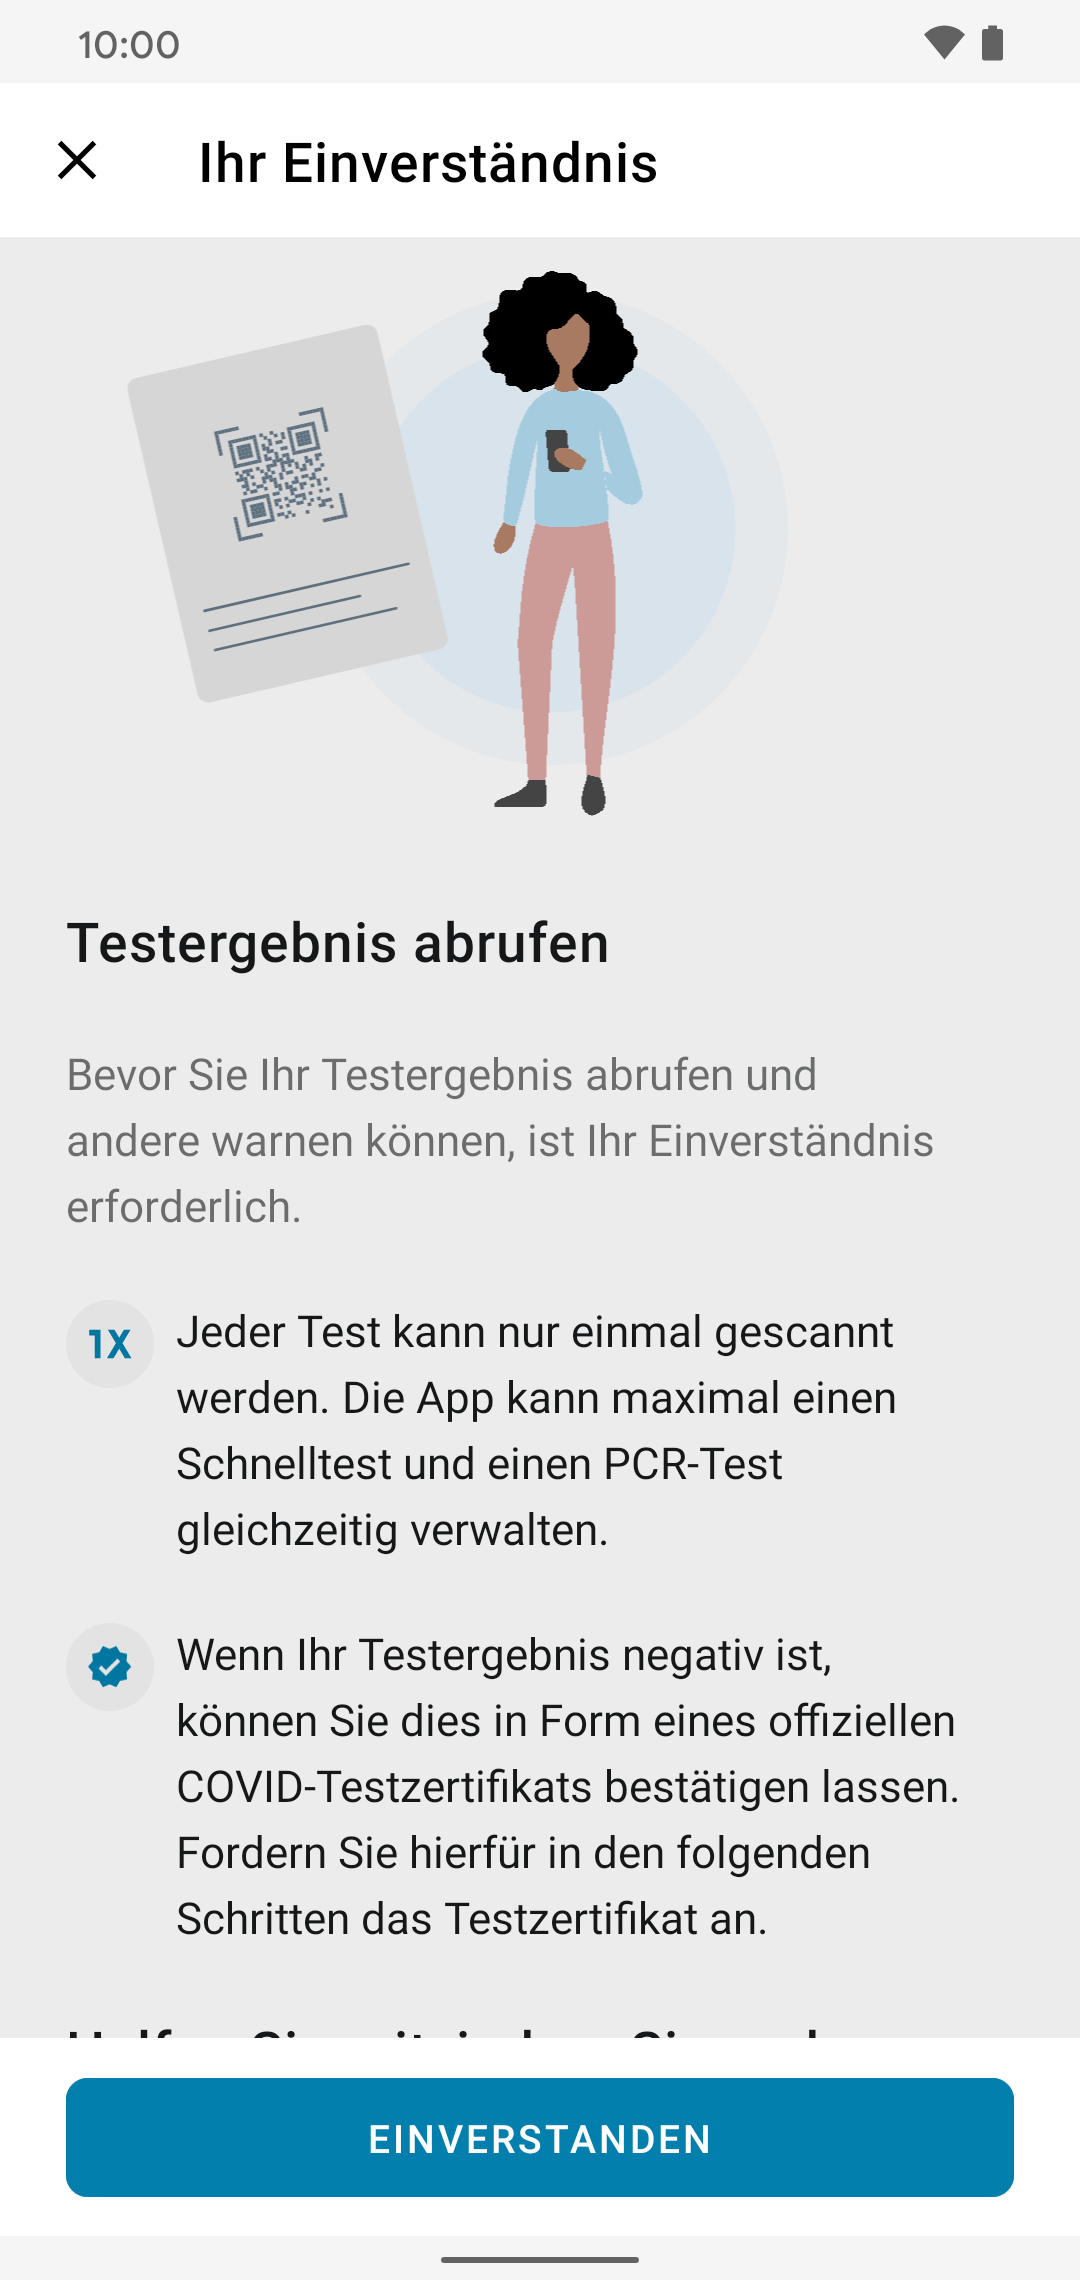 10:00
Ihr Einverständnis
Testergebnis abrufen
Bevor Sie Ihr Testergebnis abrufen und
andere warnen können, ist Ihr Einverständnis
erforderlich.
1X
Jeder Test kann nur einmal gescannt
werden. Die App kann maximal einen
Schnelltest und einen PCR-Test
gleichzeitig verwalten.
Wenn Ihr Testergebnis negativ ist,
können Sie dies in Form eines offiziellen
COVID-Testzertifikats bestätigen lassen.
Fordern Sie hierfür in den folgenden
Schritten das Testzertifikat an.
EINVERSTANDEN